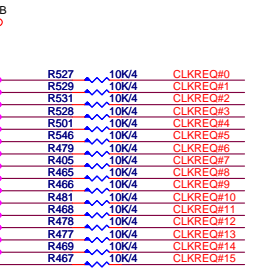 B
R527 10K/4 CLKREQ#0
R529 10K/4 CLKREQ#1
R531 10K/4 CLKREQ#2
R528 10K/4 CLKREQ#3
R501 10K/4 CLKREQ#4
R546 10K/4 CLKREQ#5
R479 10K/4 CLKREQ#6
R405 10K/4 CLKREQ#7
R465 10K/4 CLKREQ#8
R466 10K/4 CLKREQ#9
R481 10K/4 CLKREQ#10
R468 10K/4 CLKREQ#11
R478 10K/4 CLKREQ#12
R477 10K/4 CLKREQ#13
R469 10K/4 CLKREQ#14
R467 10K/4 CLKREQ#15